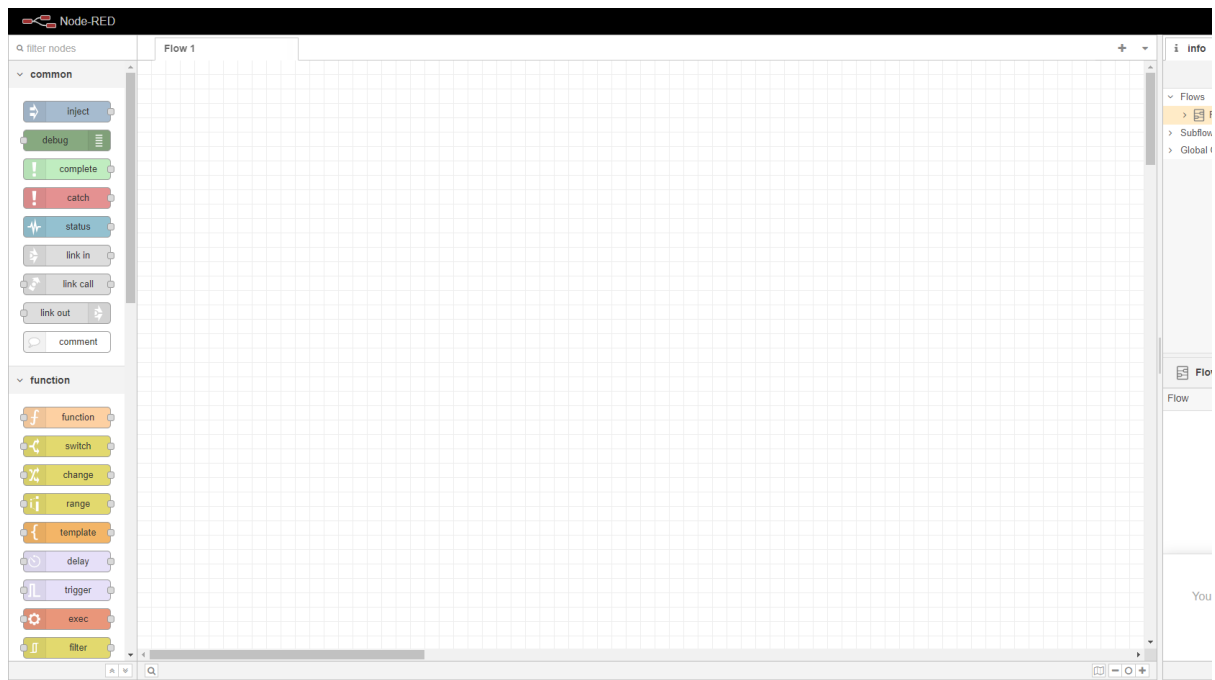 Node-RED
filter nodes
Flow 1
info
common
inject
debug
complete
catch
status
link in
link call
link out
comment
function
function
switch
change
range
template
delay
trigger
exec
filter
Flows
Global
Flow
You